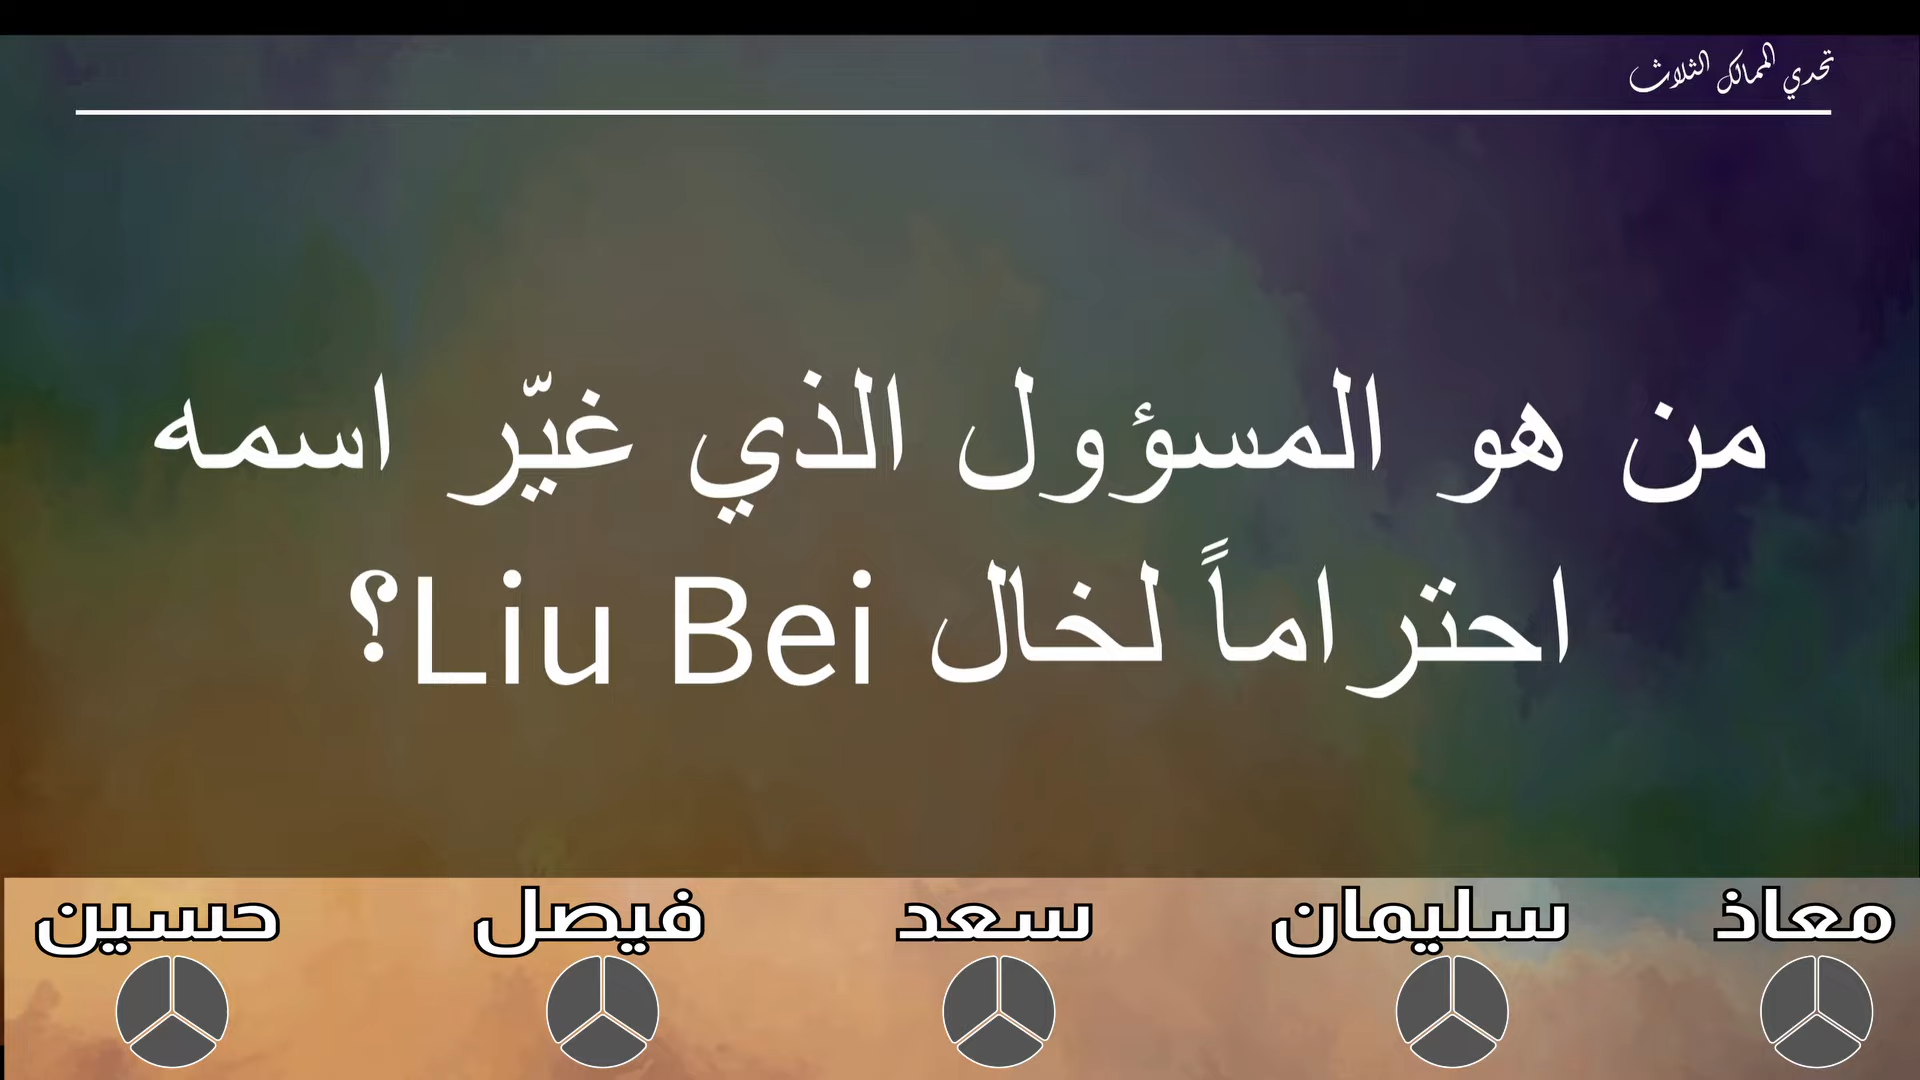 تحدي الممالك الثلاث
من هو المسؤول الذي غيّر اسمه
احتراماً لخال Liu Bei؟
معاذ سليمان سعد فيصل حسين